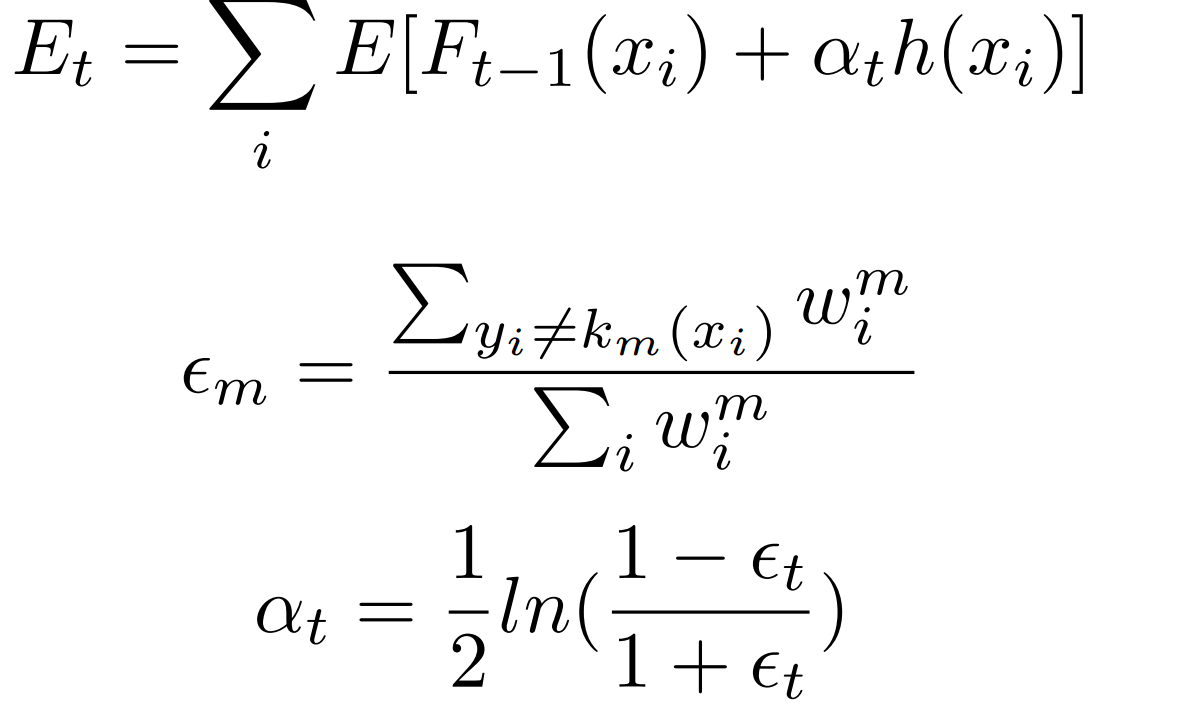 E_t = \sum_i E[F_{t-1}(x_i) + \alpha_t h(x_i)]
\epsilon_m = \frac{\sum_{y_i \neq k_m(x_i)} w_i^m}{\sum_i w_i^m}
\alpha_t = \frac{1}{2} ln(\frac{1 - \epsilon_t}{1 + \epsilon_t})